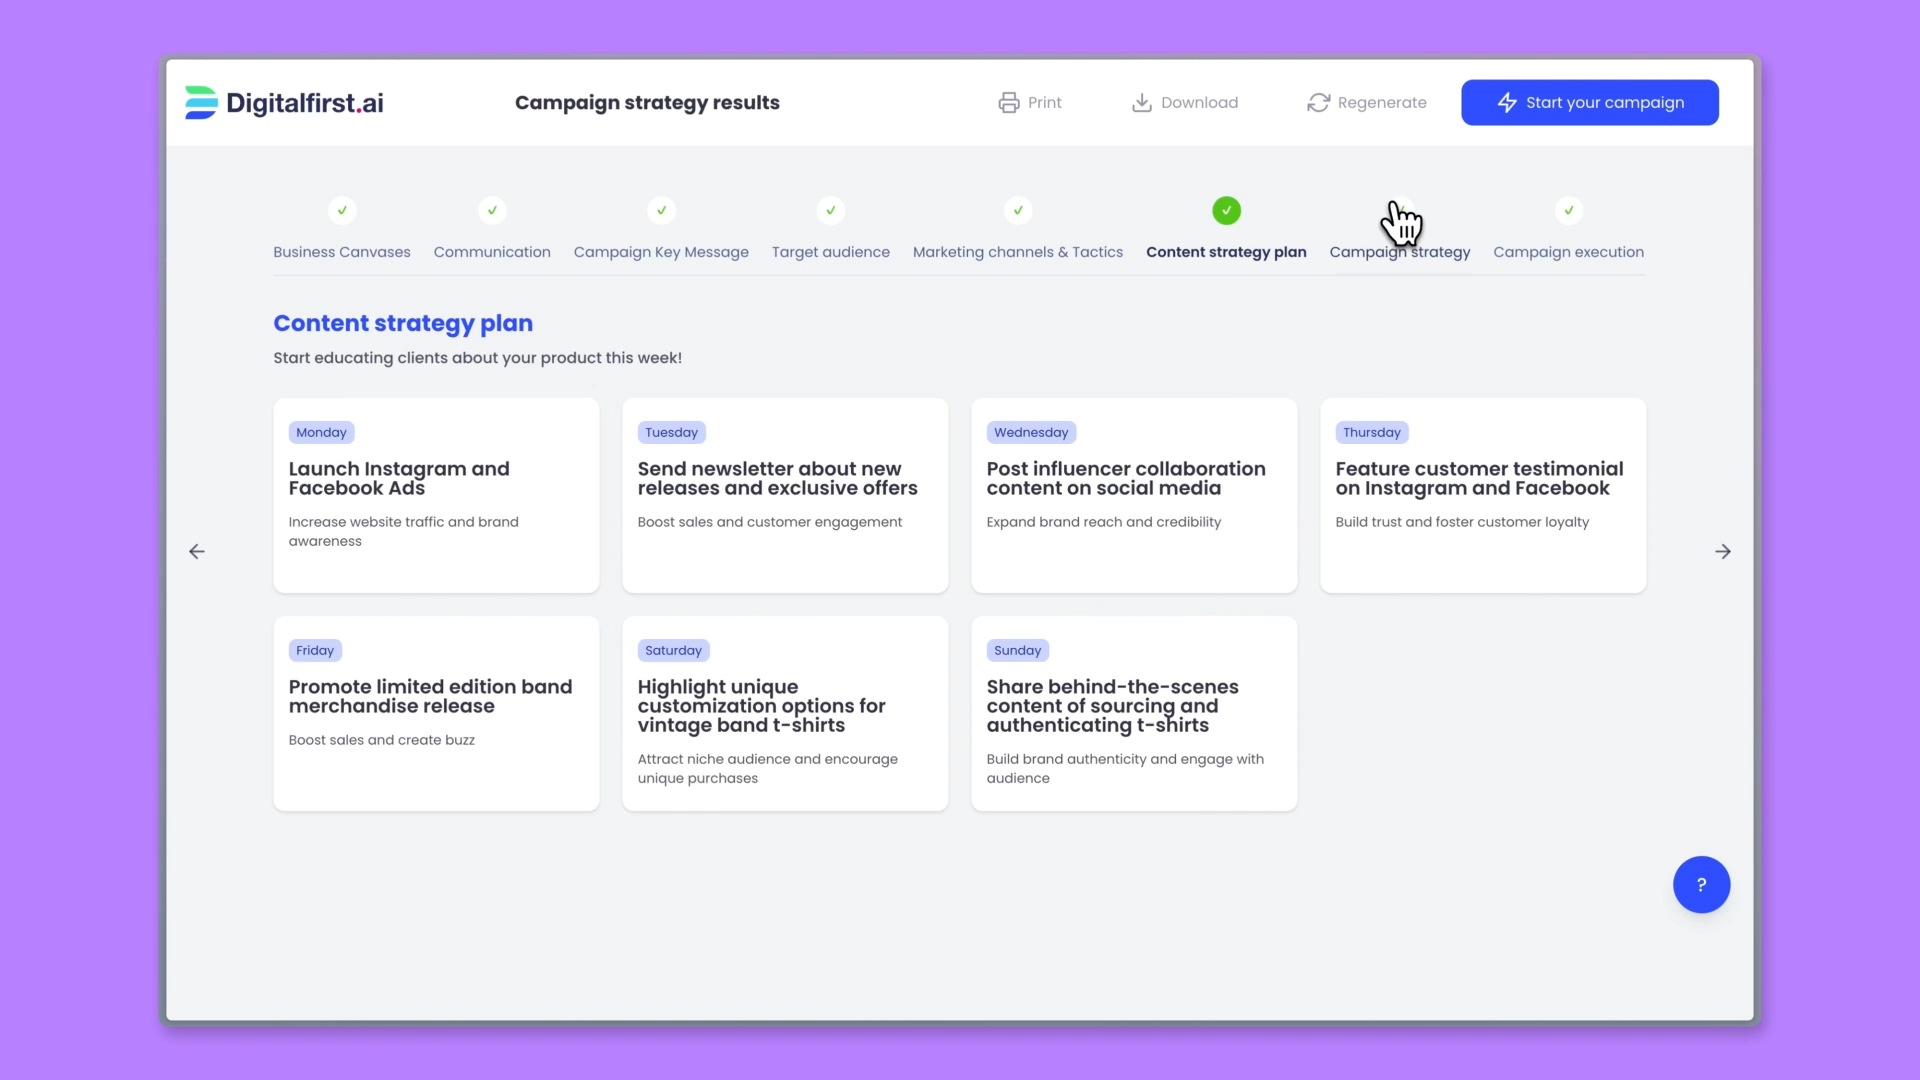 Digitalfirst.ai
Campaign strategy results
Print
Download
Regenerate
Start your campaign
Business Canvases
Communication
Campaign Key Message
Target audience
Marketing channels & Tactics
Content strategy plan
Campaign strategy
Campaign execution
Content strategy plan
Start educating clients about your product this week!
Monday
Launch Instagram and
Facebook Ads
Increase website traffic and brand
awareness
Tuesday
Send newsletter about new
releases and exclusive offers
Boost sales and customer engagement
Wednesday
Post influencer collaboration
content on social media
Expand brand reach and credibility
Thursday
Feature customer testimonial
on Instagram and Facebook
Build trust and foster customer loyalty
Friday
Promote limited edition band
merchandise release
Boost sales and create buzz
Saturday
Highlight unique
customization options for
vintage band t-shirts
Attract niche audience and encourage
unique purchases
Sunday
Share behind-the-scenes
content of sourcing and
authenticating t-shirts
Build brand authenticity and engage with
audience
?